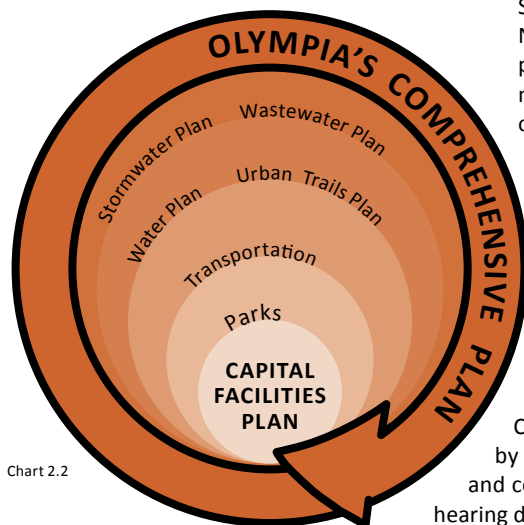 OLYMPIA'S COMPREHENSIVE PLAN
Stormwater Plan
Wastewater Plan
Water Plan
Urban Trails Plan
Transportation
Parks
CAPITAL
FACILITIES
PLAN
Chart 2.2
by
and
hearing